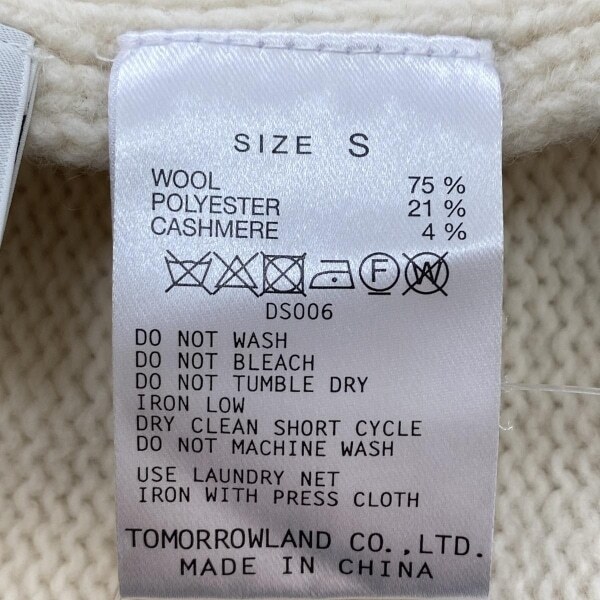 SIZE S
WOOL 75 %
POLYESTER 21 %
CASHMERE 4 %
F W
DS006
DO NOT WASH
DO NOT BLEACH
DO NOT TUMBLE DRY
IRON LOW
DRY CLEAN SHORT CYCLE
DO NOT MACHINE WASH
USE LAUNDRY NET
IRON WITH PRESS CLOTH
TOMORROWLAND CO.,LTD.
MADE IN CHINA